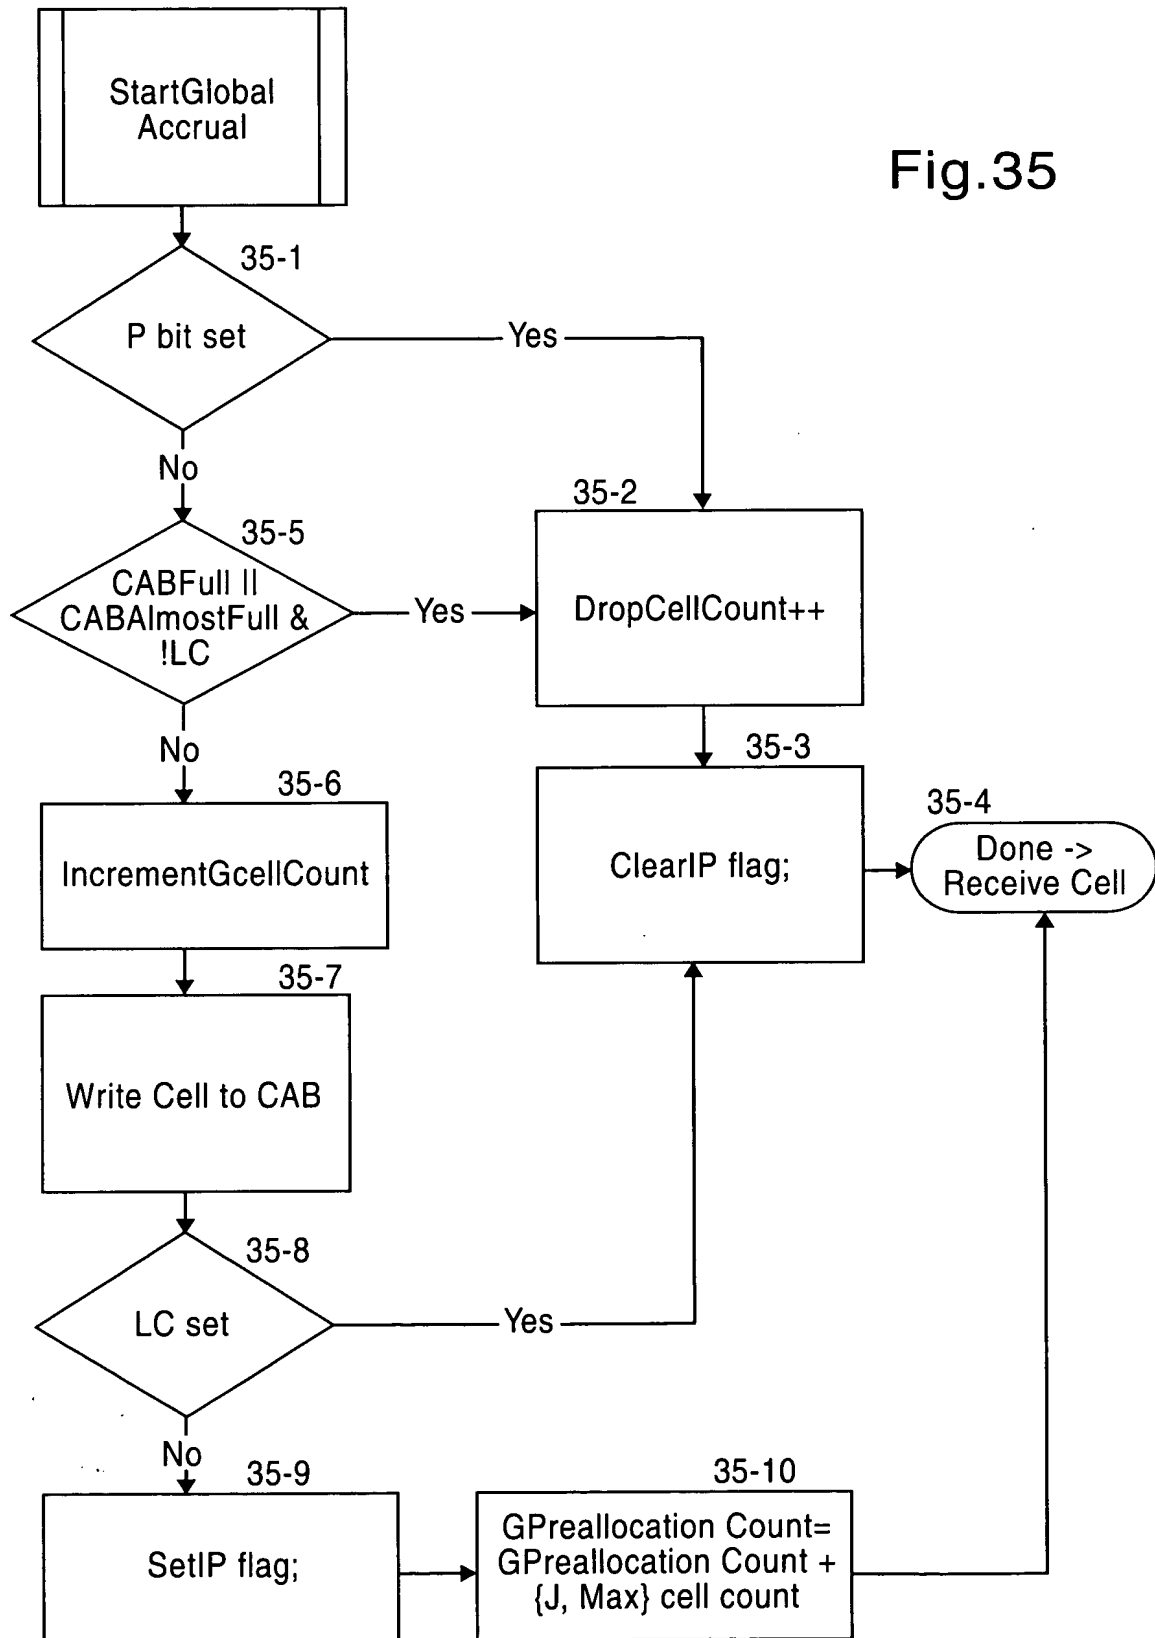 StartGlobal
Accrual
Fig.35
35-1
P bit set
Yes
No
35-2
35-5
CABFull ||
CABAlmostFull &
!LC
Yes
DropCellCount++
No
35-3
35-6
35-4
IncrementGcellCount
ClearIP flag;
Done ->
Receive Cell
35-7
Write Cell to CAB
35-8
LC set
Yes
No
35-9
35-10
SetIP flag;
GPreallocation Count=
GPreallocation Count +
{J, Max} cell count